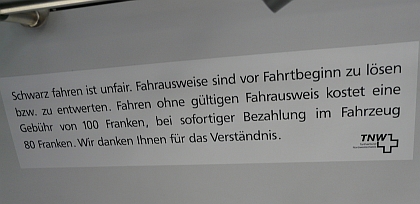 Schwarz fahren ist unfair. Fahrausweise sind vor Fahrtbeginn zu lösen
bzw. zu entwerten. Fahren ohne gültigen Fahrausweis kostet eine
Gebühr von 100 Franken, bei sofortiger Bezahlung im Fahrzeug
80 Franken. Wir danken Ihnen für das Verständnis.
TNW